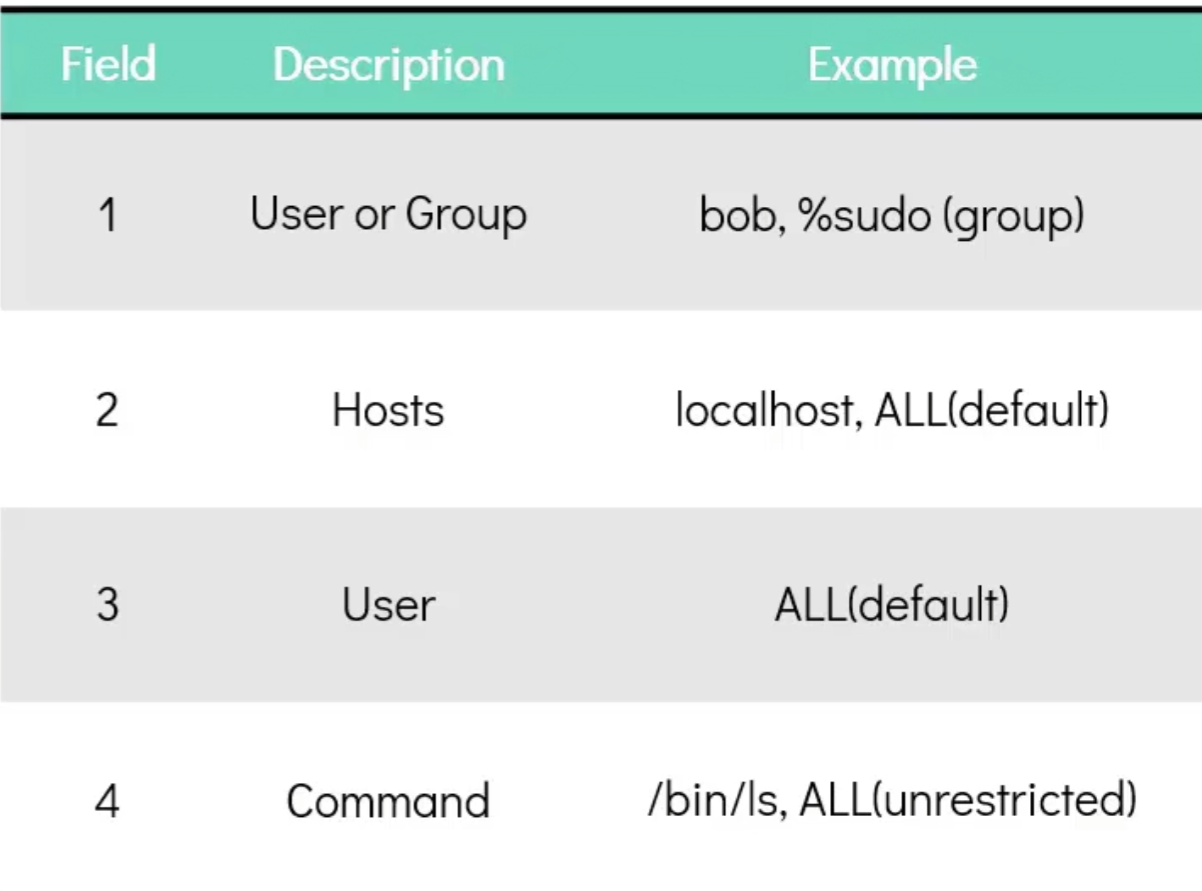 Field Description Example
1 User or Group bob, %sudo (group)
2 Hosts localhost, ALL(default)
3 User ALL(default)
4 Command /bin/ls, ALL(unrestricted)